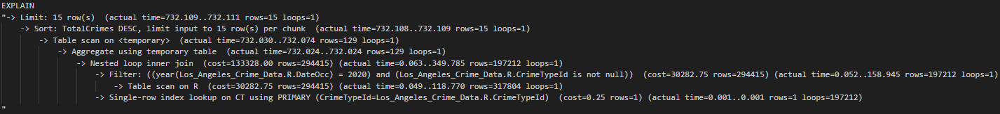 EXPLAIN
"-> Limit: 15 row(s)  (actual time=732.109..732.111 rows=15 loops=1)
    -> Sort: TotalCrimes DESC, limit input to 15 row(s) per chunk  (actual time=732.108..732.109 rows=15 loops=1)
        -> Table scan on <temporary>  (actual time=732.030..732.074 rows=129 loops=1)
            -> Aggregate using temporary table  (actual time=732.024..732.024 rows=129 loops=1)
                -> Nested loop inner join  (cost=133328.00 rows=294415) (actual time=0.063..349.785 rows=197212 loops=1)
                    -> Filter: ((year(Los_Angeles_Crime_Data.R.DateOcc) = 2020) and (Los_Angeles_Crime_Data.R.CrimeTypeId is not null))  (cost=30282.75 rows=294415) (actual time=0.052..158.945 rows=197212 loops=1)
                        -> Table scan on R  (cost=30282.75 rows=294415) (actual time=0.049..118.770 rows=317804 loops=1)
                    -> Single-row index lookup on CT using PRIMARY (CrimeTypeId=Los_Angeles_Crime_Data.R.CrimeTypeId)  (cost=0.25 rows=1) (actual time=0.001..0.001 rows=1 loops=197212)
"